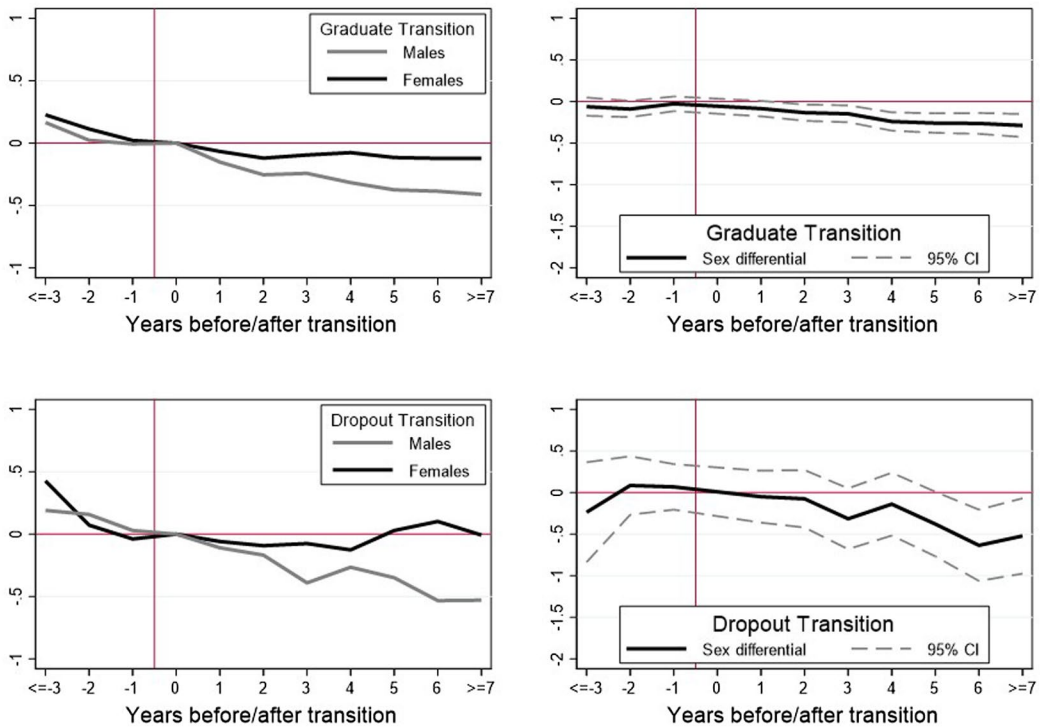 1
.5
0
-.5
-1
Graduate Transition
Males
Females
<=-3 -2 -1 0 1 2 3 4 5 6 >=7
Years before/after transition
1
.5
0
-.5
-1
-1.5
-2
Graduate Transition
Sex differential 95% CI
<=-3 -2 -1 0 1 2 3 4 5 6 >=7
Years before/after transition
1
.5
0
-.5
-1
Dropout Transition
Males
Females
<=-3 -2 -1 0 1 2 3 4 5 6 >=7
Years before/after transition
1
.5
0
-.5
-1
-1.5
-2
Dropout Transition
Sex differential 95% CI
<=-3 -2 -1 0 1 2 3 4 5 6 >=7
Years before/after transition